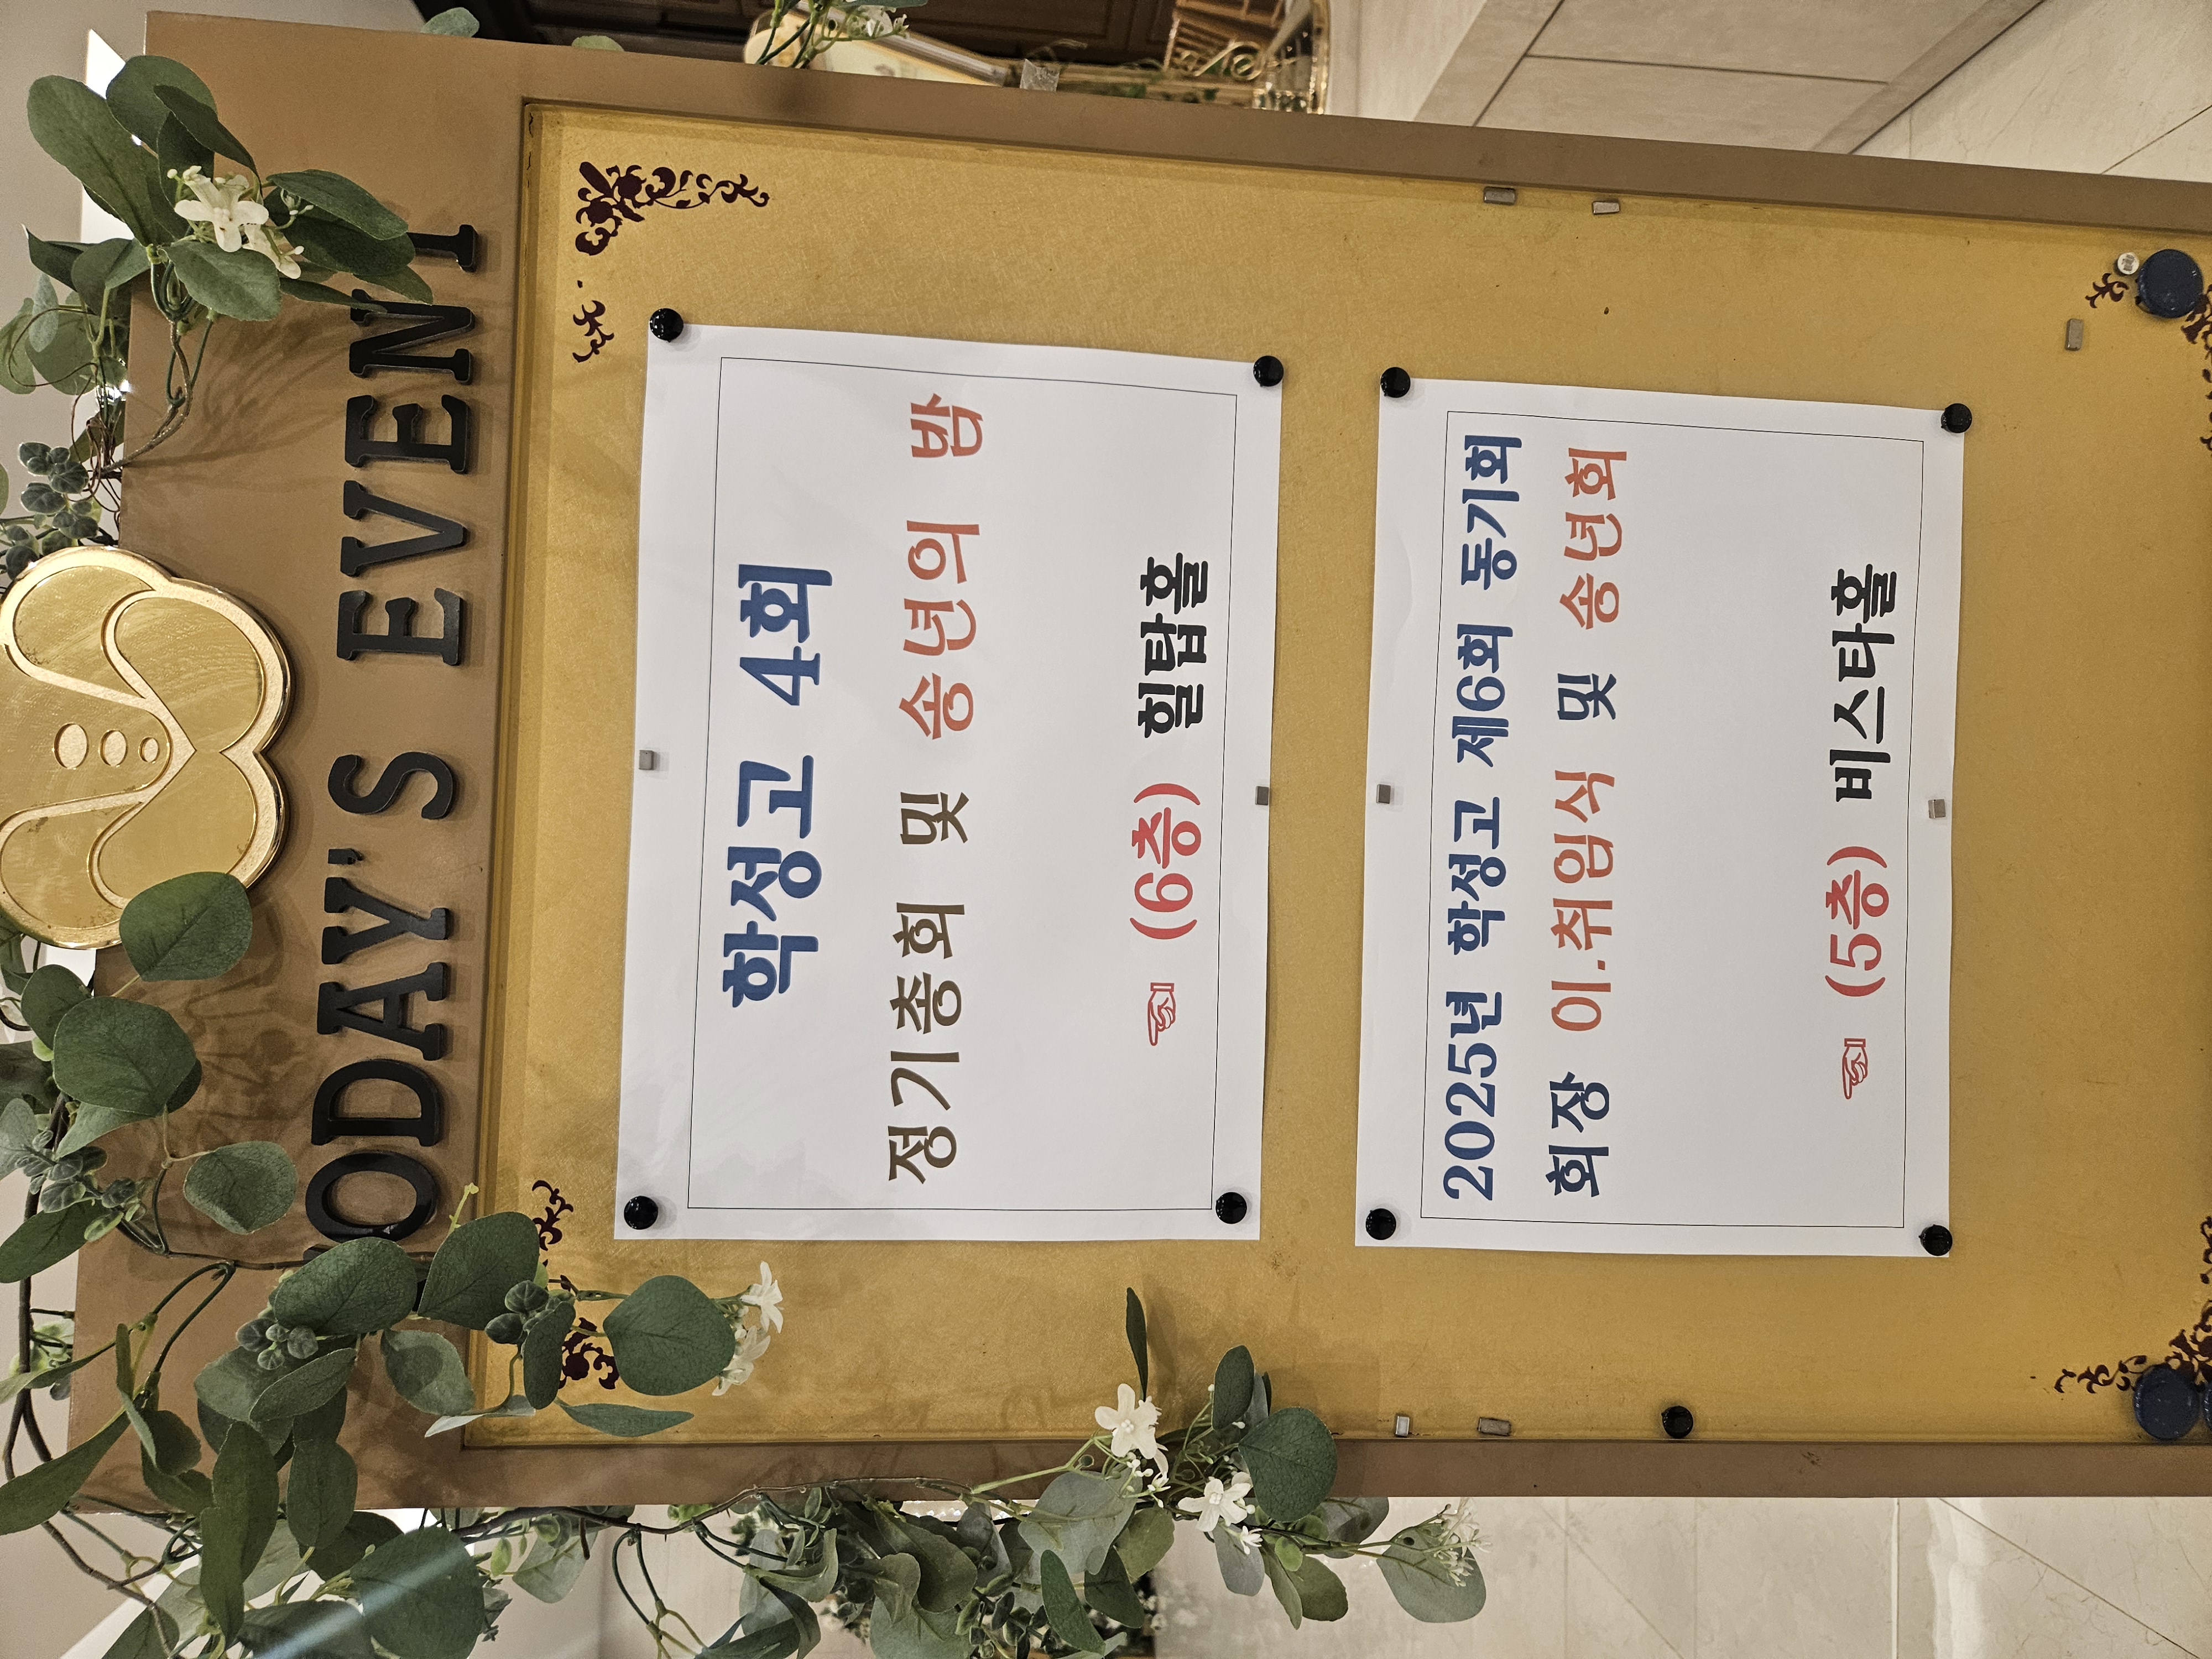 TODAY'S EVENT
학성고 4회
정기총회 및 송년의 밤
☜ (6층) 힐탑홀
2025년 학성고 제6회 동기회
회장 이.취임식 및 송년회
☜ (5층) 비스타홀